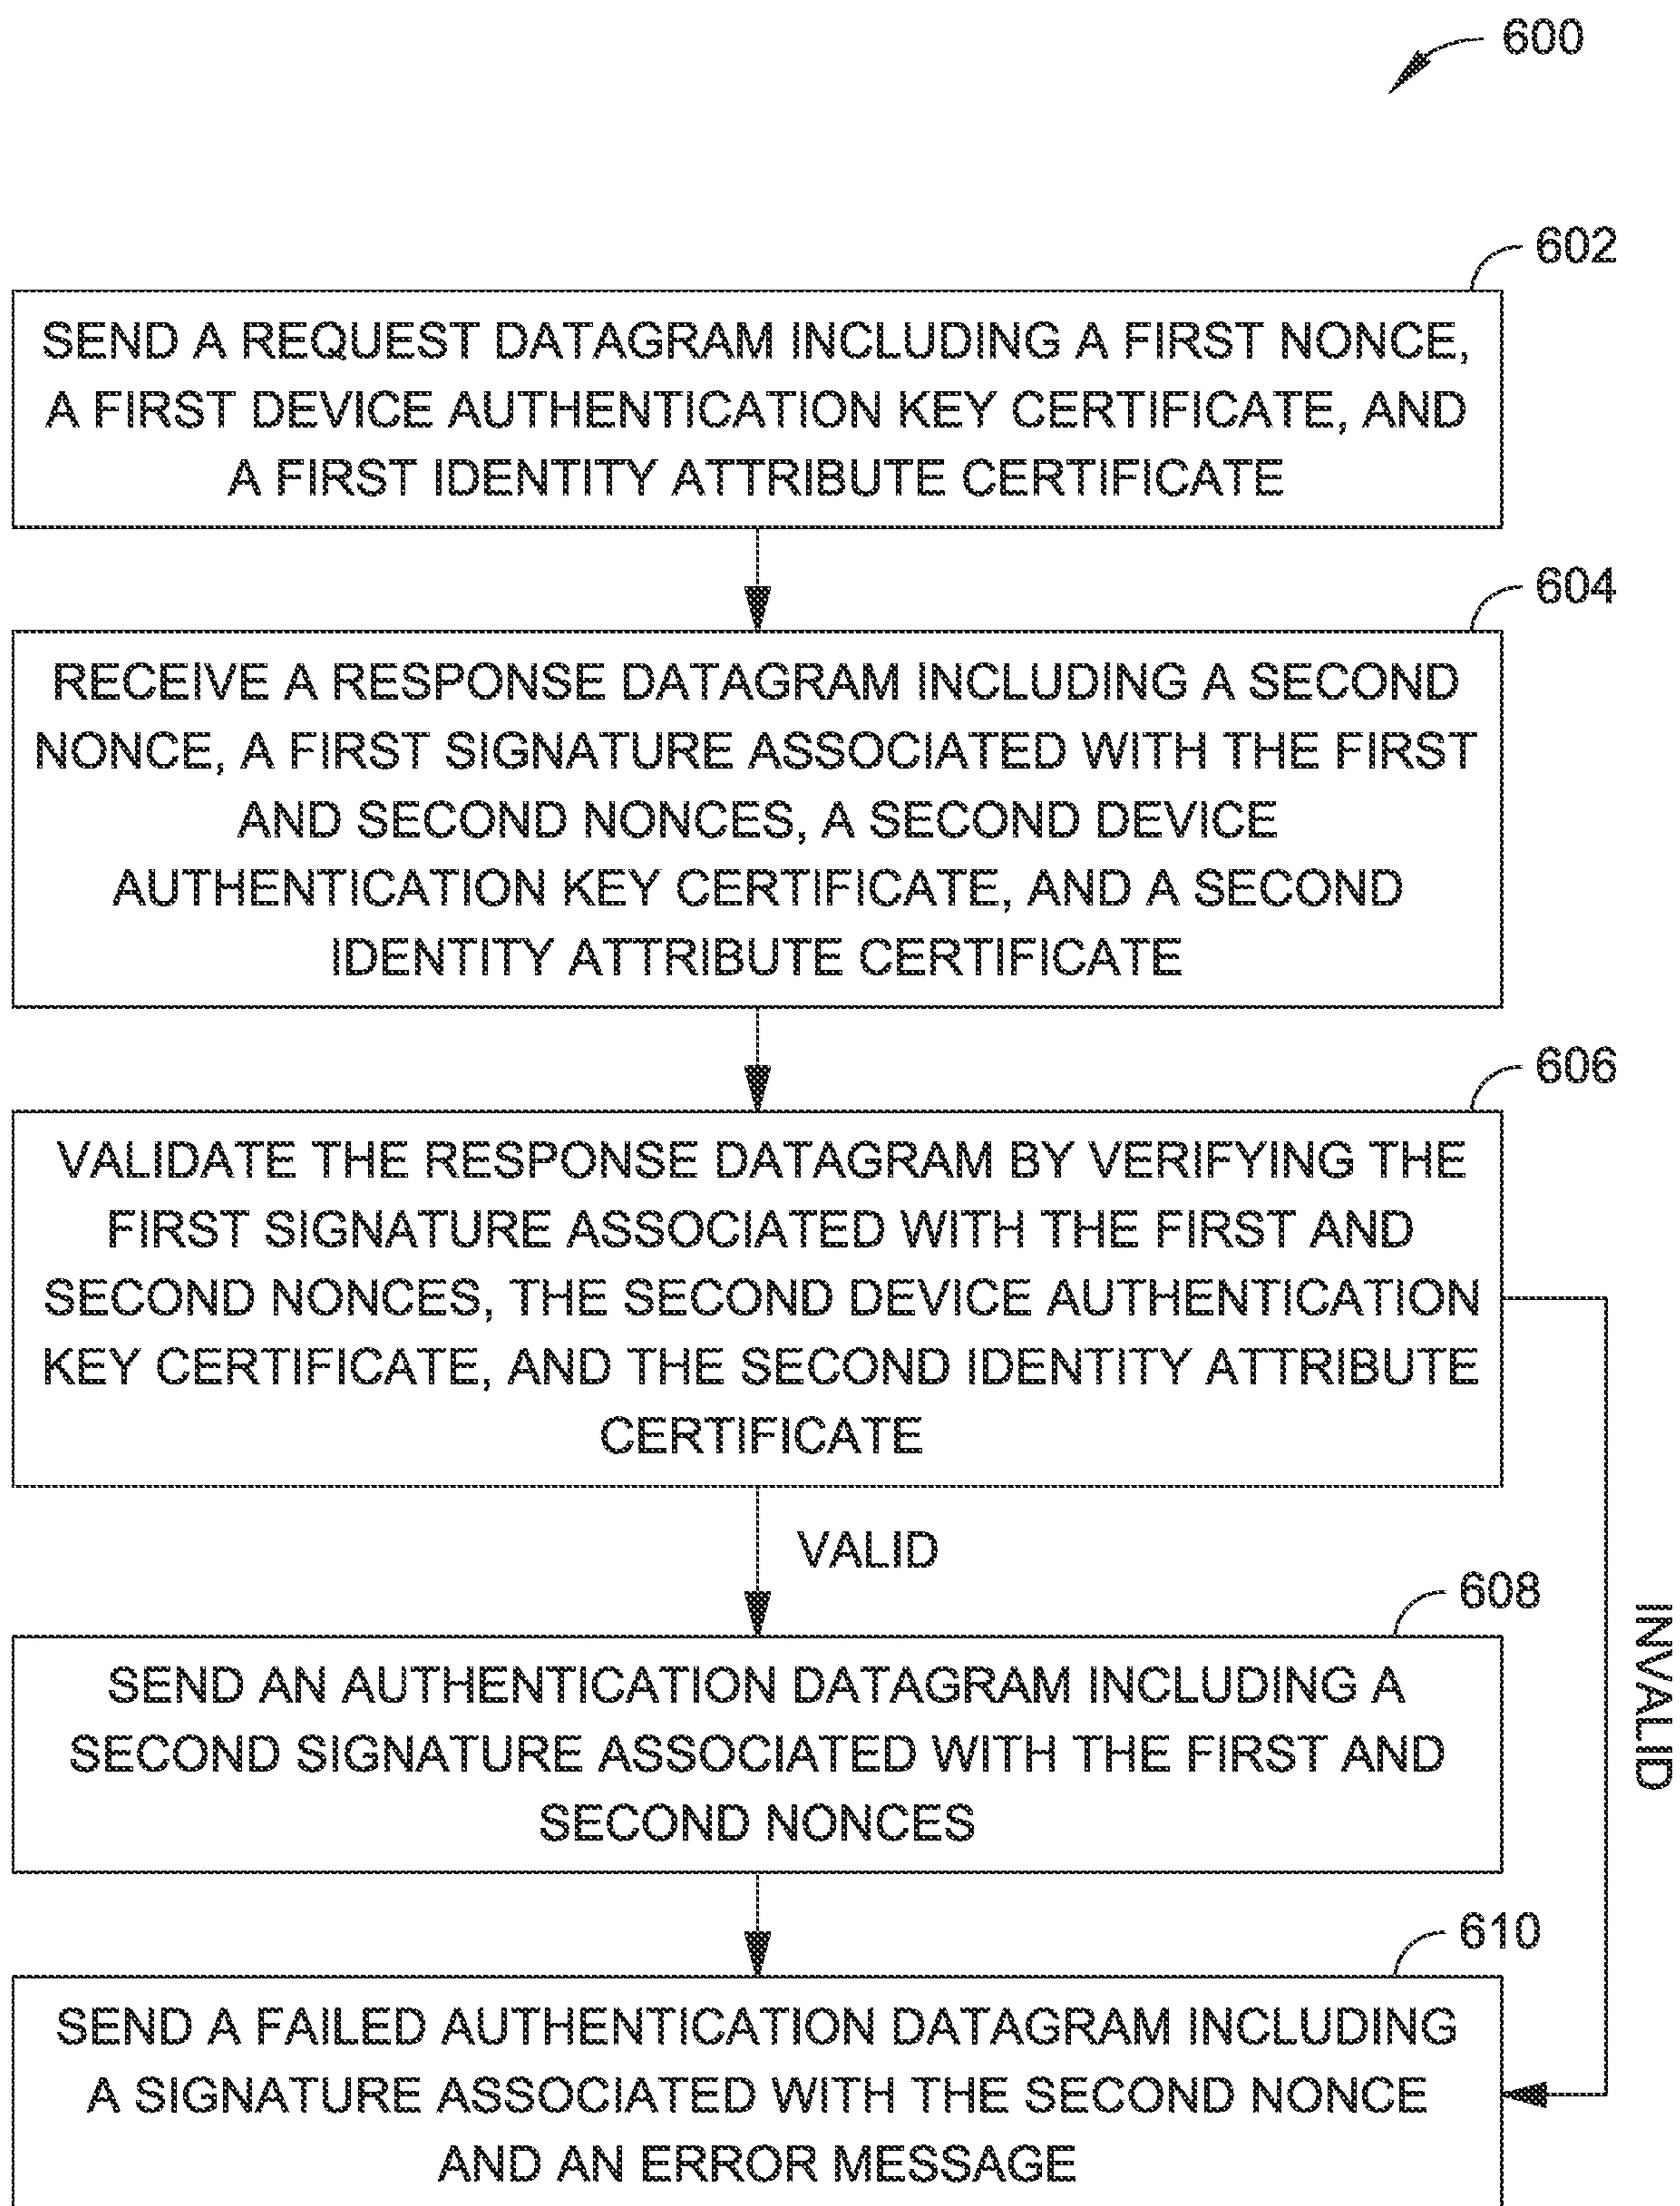 600
602
SEND A REQUEST DATAGRAM INCLUDING A FIRST NONCE,
A FIRST DEVICE AUTHENTICATION KEY CERTIFICATE, AND
A FIRST IDENTITY ATTRIBUTE CERTIFICATE
604
RECEIVE A RESPONSE DATAGRAM INCLUDING A SECOND
NONCE, A FIRST SIGNATURE ASSOCIATED WITH THE FIRST
AND SECOND NONCES, A SECOND DEVICE
AUTHENTICATION KEY CERTIFICATE, AND A SECOND
IDENTITY ATTRIBUTE CERTIFICATE
606
VALIDATE THE RESPONSE DATAGRAM BY VERIFYING THE
FIRST SIGNATURE ASSOCIATED WITH THE FIRST AND
SECOND NONCES, THE SECOND DEVICE AUTHENTICATION
KEY CERTIFICATE, AND THE SECOND IDENTITY ATTRIBUTE
CERTIFICATE
VALID
INVALID
608
SEND AN AUTHENTICATION DATAGRAM INCLUDING A
SECOND SIGNATURE ASSOCIATED WITH THE FIRST AND
SECOND NONCES
610
SEND A FAILED AUTHENTICATION DATAGRAM INCLUDING
A SIGNATURE ASSOCIATED WITH THE SECOND NONCE
AND AN ERROR MESSAGE